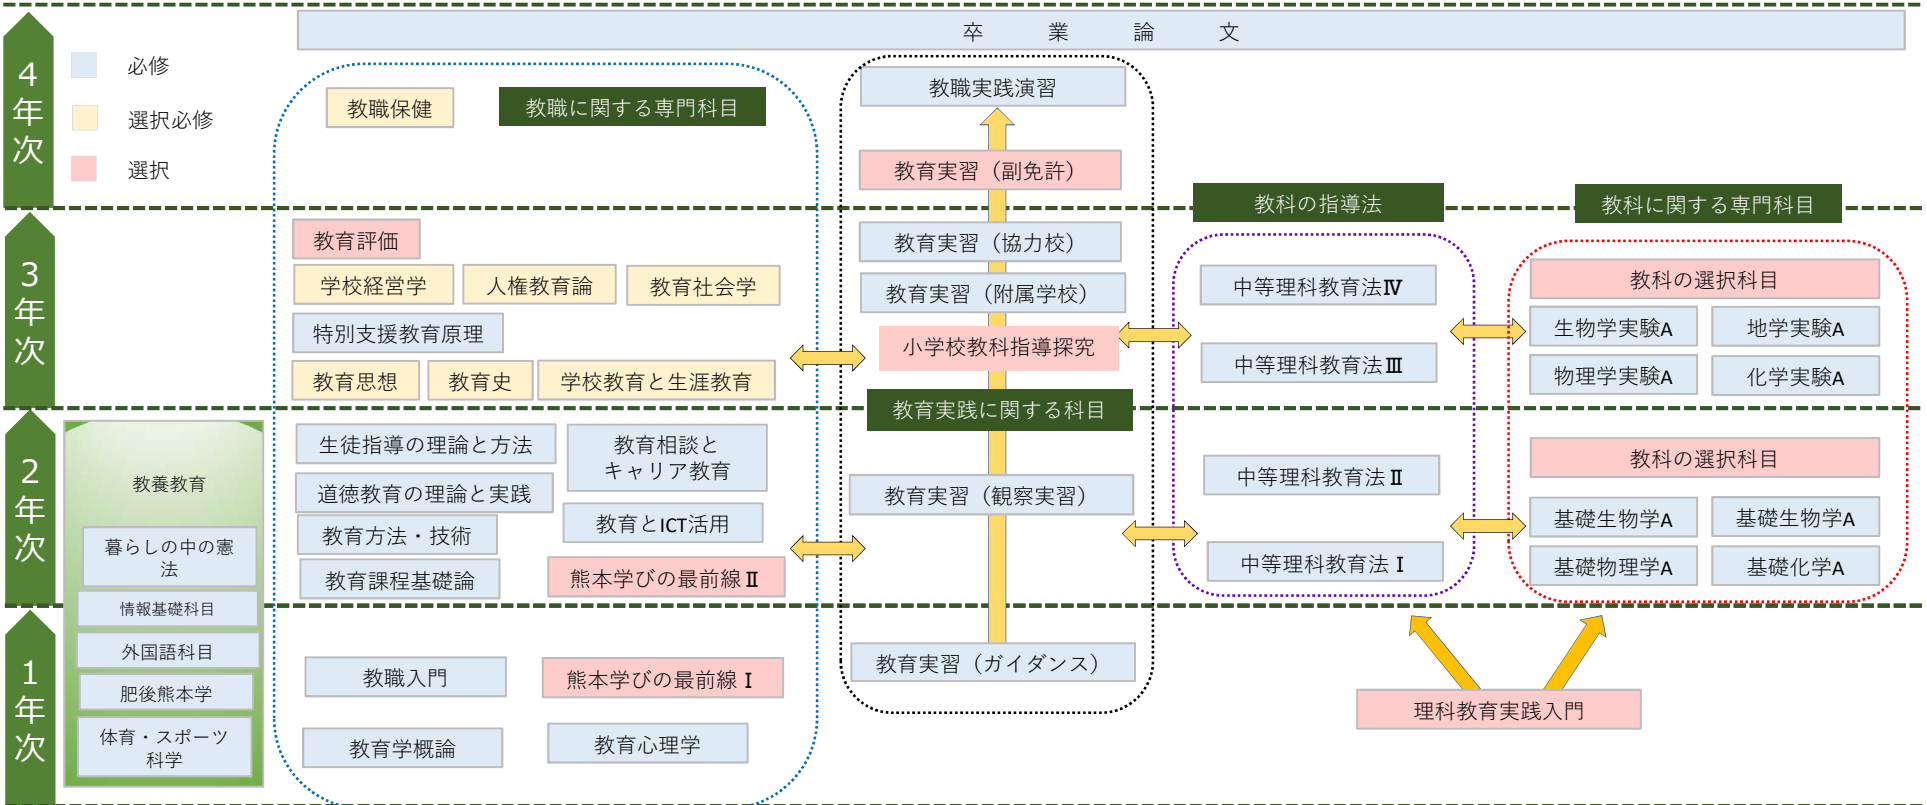 卒業論文
4年次
必修
選択必修
選択
教職保健
教職に関する専門科目
教職実践演習
教育実習（副免許）
教科の指導法
教科に関する専門科目
3年次
教育評価
学校経営学
人権教育論
教育社会学
特別支援教育原理
教育思想
教育史
学校教育と生涯教育
教育実習（協力校）
教育実習（附属学校）
小学校教科指導探究
教育実践に関する科目
中等理科教育法Ⅳ
中等理科教育法Ⅲ
教科の選択科目
生物学実験A
地学実験A
物理学実験A
化学実験A
2年次
教養教育
暮らしの中の憲
法
情報基礎科目
外国語科目
肥後熊本学
体育・スポーツ
科学
生徒指導の理論と方法
教育相談と
キャリア教育
道徳教育の理論と実践
教育方法・技術
教育とICT活用
教育課程基礎論
熊本学びの最前線Ⅱ
教育実習（観察実習）
中等理科教育法Ⅱ
中等理科教育法Ⅰ
教科の選択科目
基礎生物学A
基礎生物学A
基礎物理学A
基礎化学A
1年次
教職入門
熊本学びの最前線Ⅰ
教育学概論
教育心理学
教育実習（ガイダンス）
理科教育実践入門